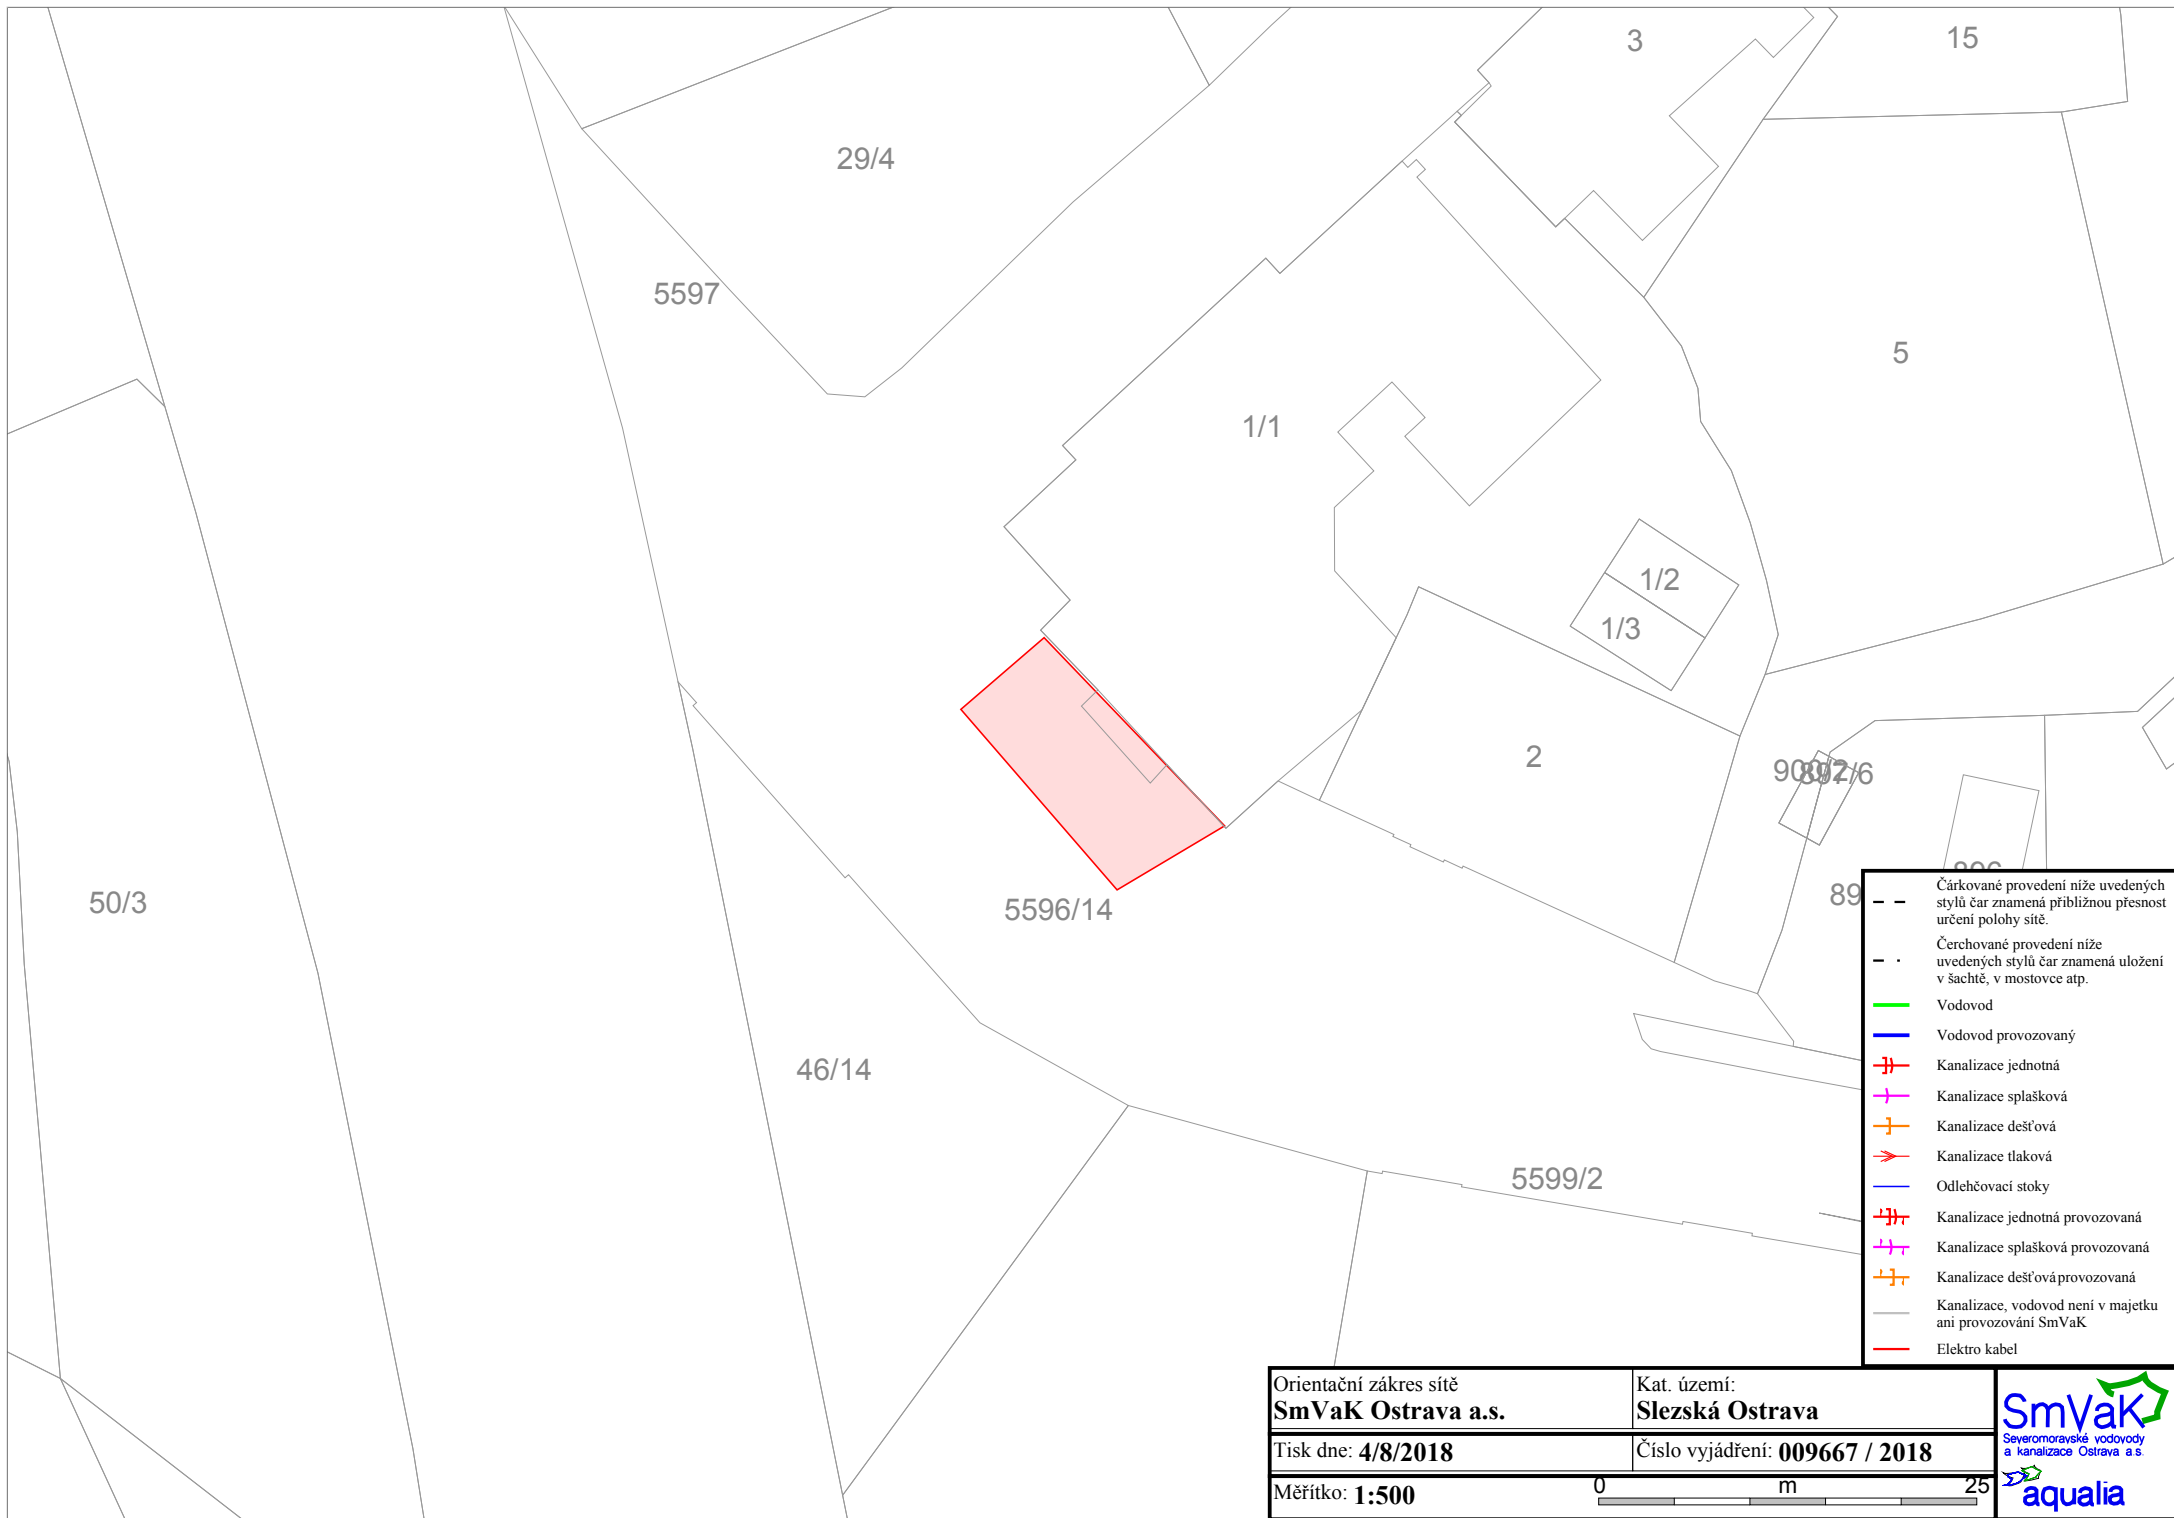 3
15
29/4
5597
5
1/1
1/2
1/3
2
900/2
897/6
896
89
50/3
5596/14
46/14
5599/2
Čárkované provedení níže uvedených
stylů čar znamená přibližnou přesnost
určení polohy sítě.
Čerchované provedení níže
uvedených stylů čar znamená uložení
v šachtě, v mostovce atp.
Vodovod
Vodovod provozovaný
Kanalizace jednotná
Kanalizace splašková
Kanalizace dešťová
Kanalizace tlaková
Odlehčovací stoky
Kanalizace jednotná provozovaná
Kanalizace splašková provozovaná
Kanalizace dešťová provozovaná
Kanalizace, vodovod není v majetku
ani provozování SmVaK
Elektro kabel
Orientační zákres sítě
SmVaK Ostrava a.s.
Kat. území:
Slezská Ostrava
Tisk dne: 4/8/2018
Číslo vyjádření: 009667 / 2018
Měřítko: 1:500
0 m 25
SmVaK
Severomoravské vodovody
a kanalizace Ostrava a.s.
aqualia